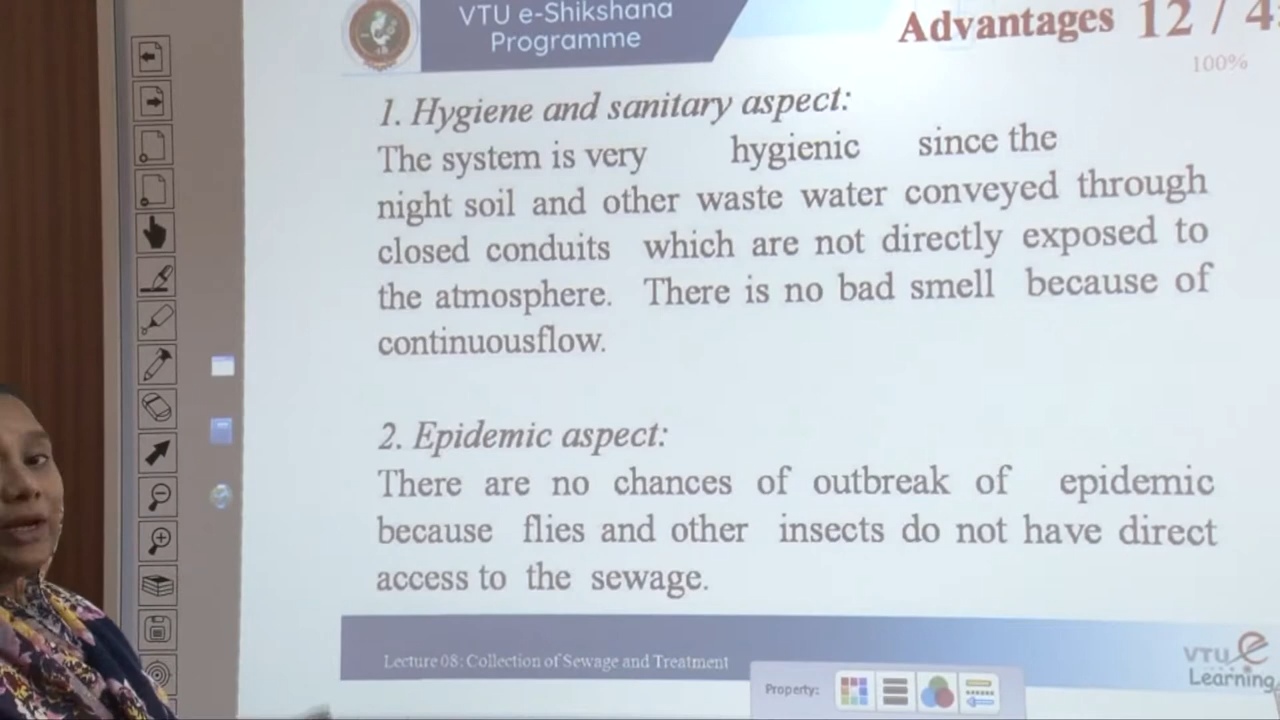 VTU e-Shikshana
Programme
Advantages 12 / 4
100%
1. Hygiene and sanitary aspect:
The system is very hygienic since the
night soil and other waste water conveyed through
closed conduits which are not directly exposed to
the atmosphere. There is no bad smell because of
continuousflow.
2. Epidemic aspect:
There are no chances of outbreak of epidemic
because flies and other insects do not have direct
access to the sewage.
Lecture 08: Collection of Sewage and Treatment
VTU e
Learning
Property: